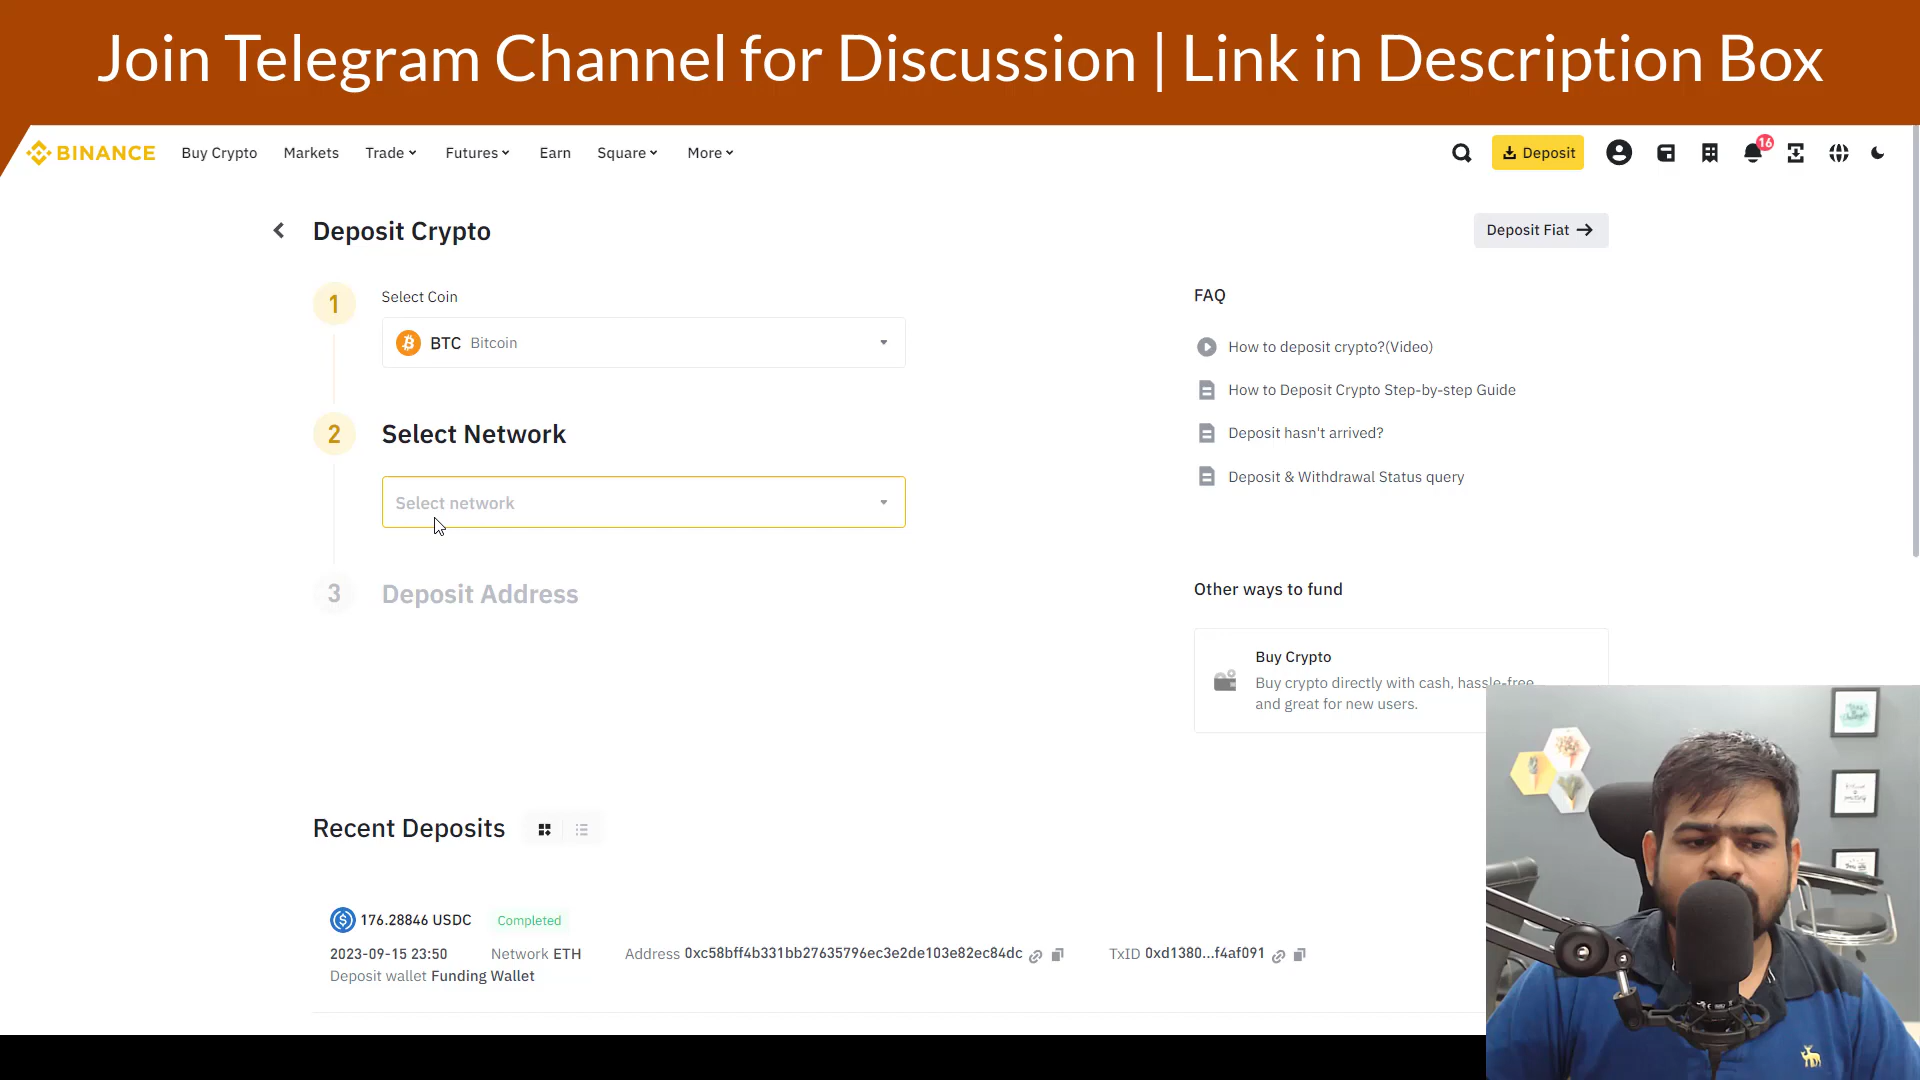 Join Telegram Channel for Discussion | Link in Description Box
BINANCE Buy Crypto Markets Trade Futures Earn Square More Deposit 16
Deposit Crypto
Deposit Fiat →
1 Select Coin
BTC Bitcoin
2 Select Network
Select network
3 Deposit Address
FAQ
How to deposit crypto?(Video)
How to Deposit Crypto Step-by-step Guide
Deposit hasn't arrived?
Deposit & Withdrawal Status query
Other ways to fund
Buy Crypto
Buy crypto directly with cash, hassle-free
and great for new users.
Recent Deposits
176.28846 USDC Completed
2023-09-15 23:50 Network ETH Address 0xc58bff4b331bb27635796ec3e2de103e82ec84dc TxID 0xd1380...f4af091
Deposit wallet Funding Wallet